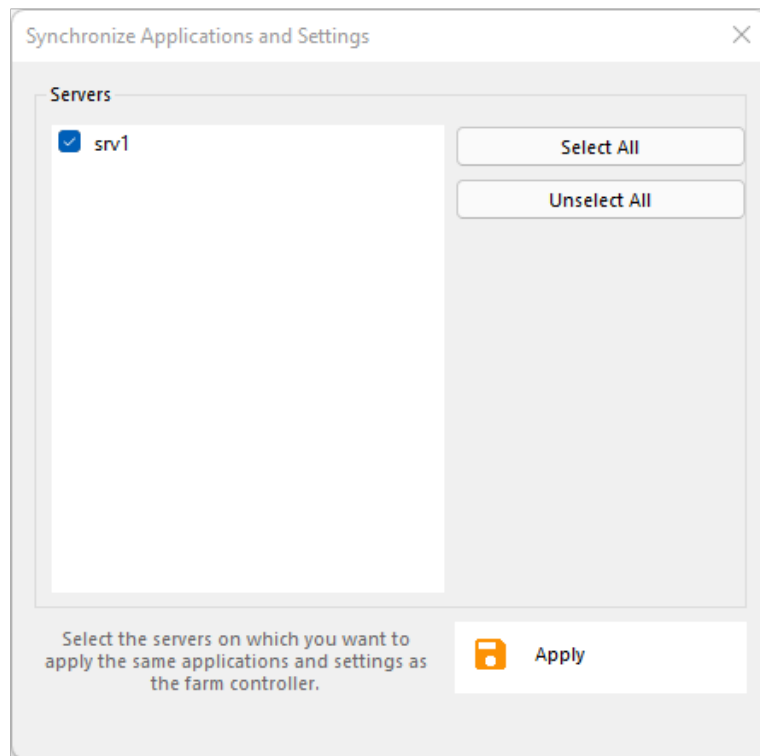 Synchronize Applications and Settings
Servers
srv1
Select All
Unselect All
Select the servers on which you want to
apply the same applications and settings as
the farm controller.
Apply